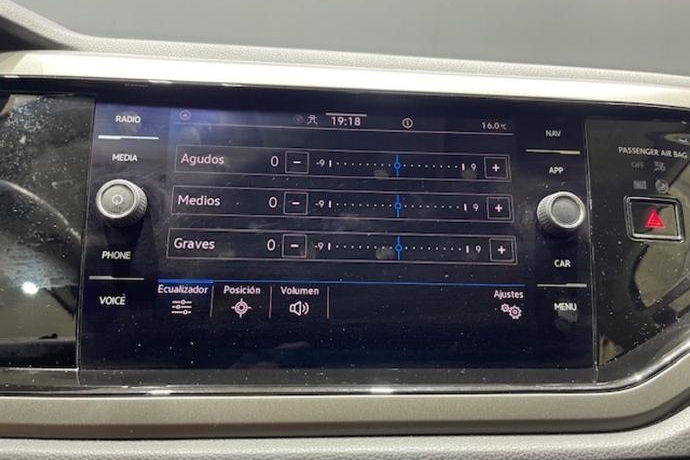 RADIO
MEDIA
PHONE
VOICE
19:18
16.0°C
Agudos 0 − -9 9 +
Medios 0 − -9 9 +
Graves 0 − -9 9 +
Ecualizador
Posición
Volumen
Ajustes
NAV
APP
CAR
MENU
PASSENGER AIR BAG
OFF